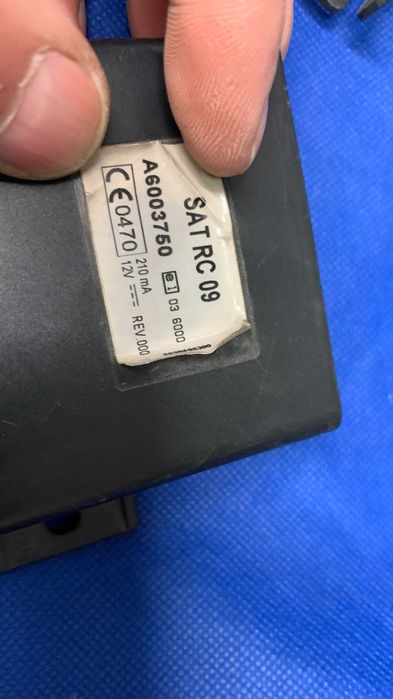 SAT RC 09
A6003750 e1 03 6000
CE0470 210 mA
12V REV.000